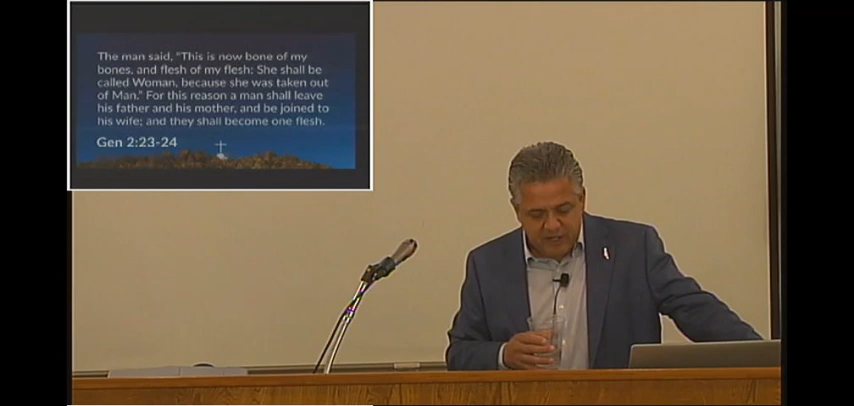 The man said, "This is now bone of my
bones, and flesh of my flesh; She shall be
called Woman, because she was taken out
of Man." For this reason a man shall leave
his father and his mother, and be joined to
his wife; and they shall become one flesh.
Gen 2:23-24